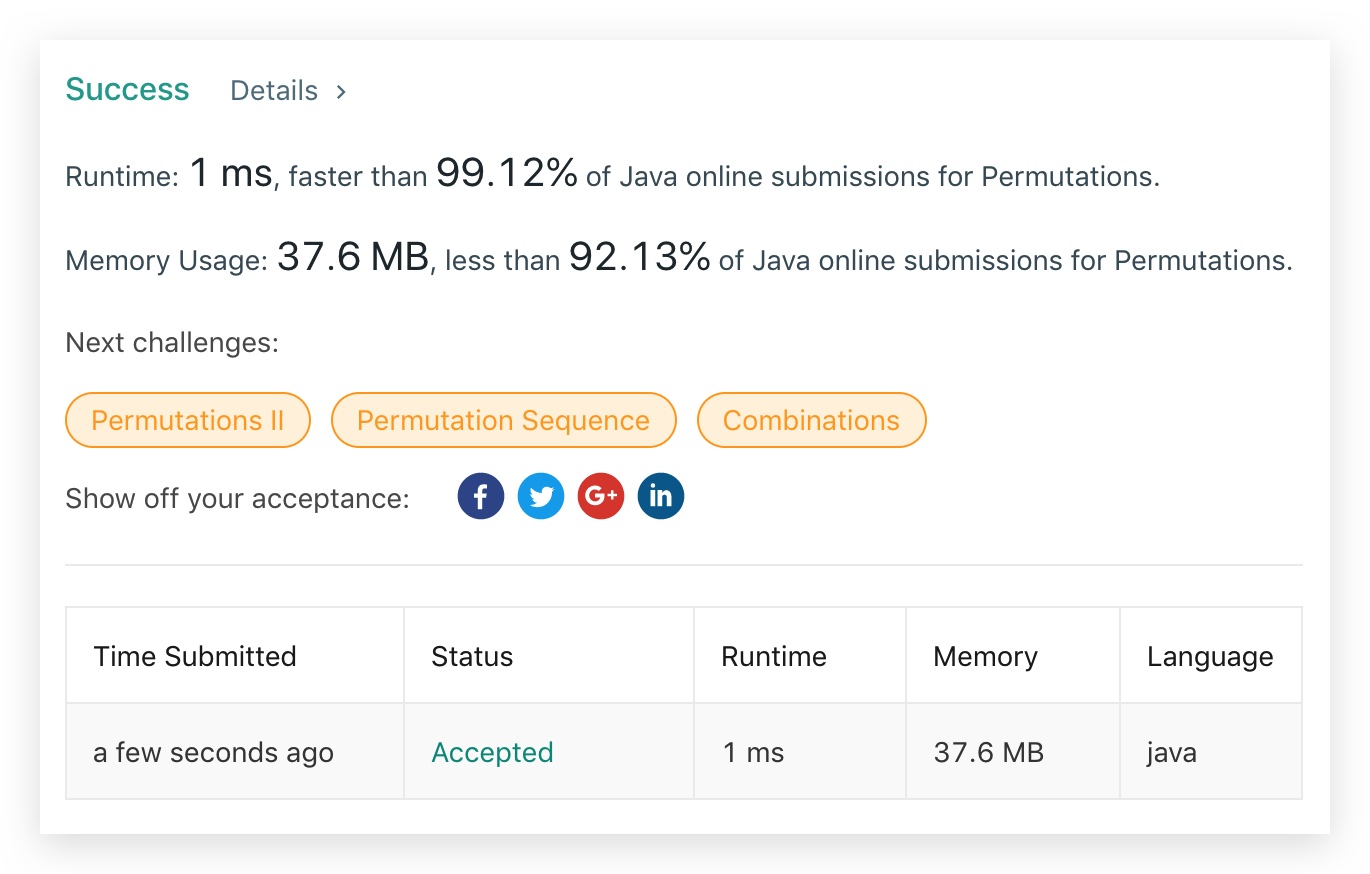 Success Details >
Runtime: 1 ms, faster than 99.12% of Java online submissions for Permutations.
Memory Usage: 37.6 MB, less than 92.13% of Java online submissions for Permutations.
Next challenges:
Permutations II Permutation Sequence Combinations
Show off your acceptance: f G+ in
Time Submitted Status Runtime Memory Language
a few seconds ago Accepted 1 ms 37.6 MB java